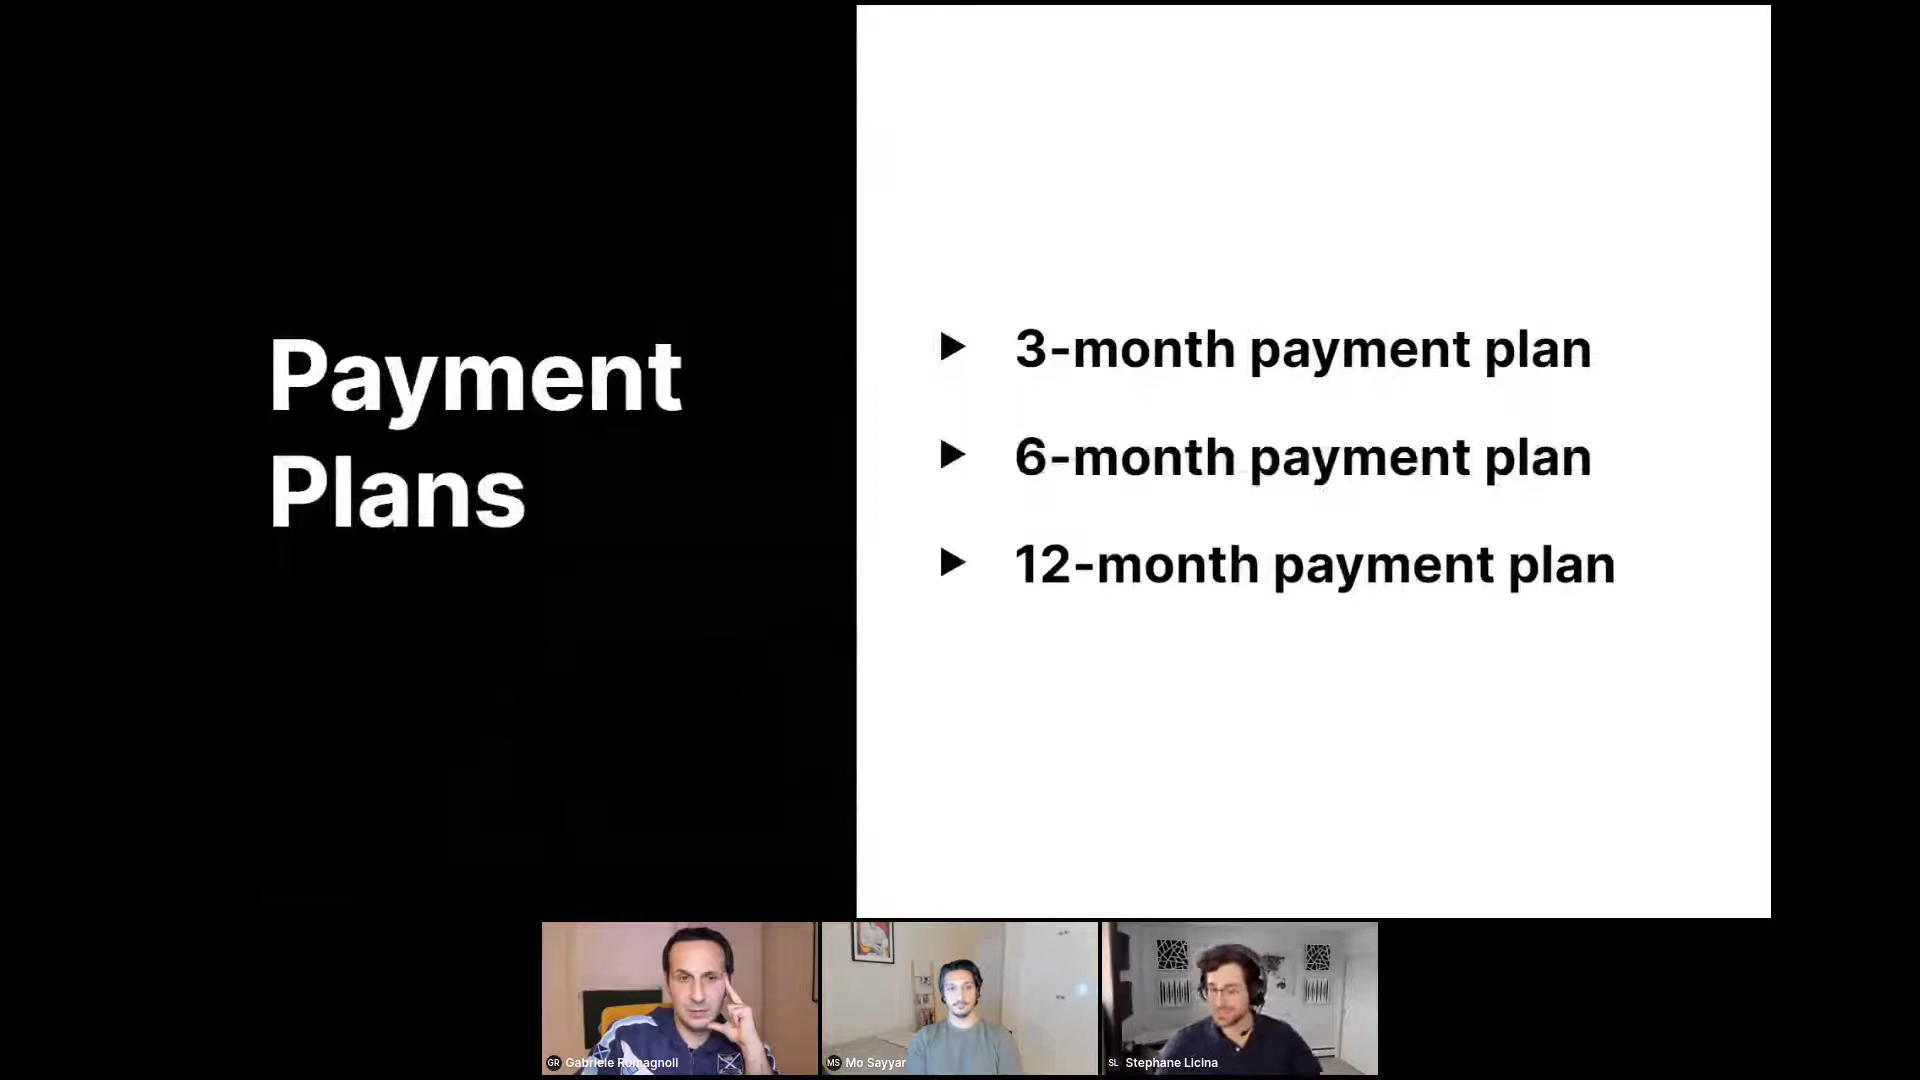 Payment
Plans
3-month payment plan
6-month payment plan
12-month payment plan
GR Gabriele Romagnoli
MS Mo Sayyar
SL Stephane Licina